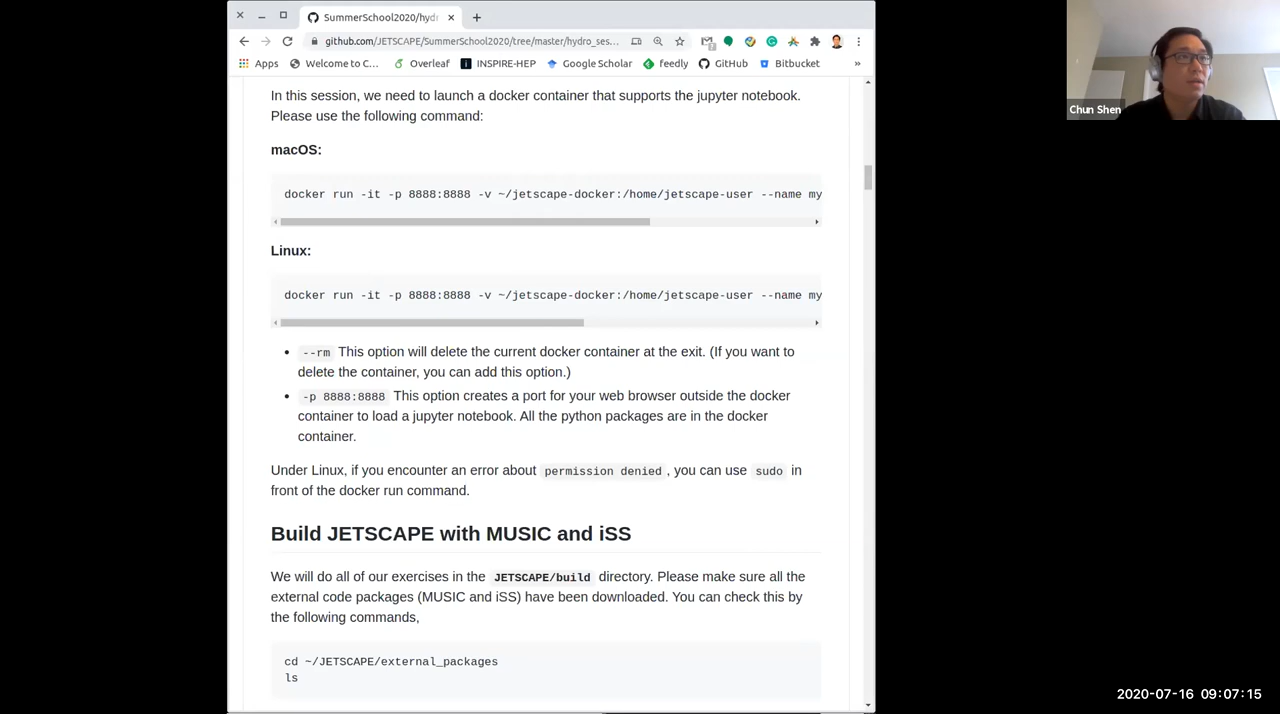 SummerSchool2020/hydr
github.com/JETSCAPE/SummerSchool2020/tree/master/hydro_ses...
Apps Welcome to C... Overleaf INSPIRE-HEP Google Scholar feedly GitHub Bitbucket »
In this session, we need to launch a docker container that supports the jupyter notebook.
Please use the following command:
macOS:
docker run -it -p 8888:8888 -v ~/jetscape-docker:/home/jetscape-user --name my
Linux:
docker run -it -p 8888:8888 -v ~/jetscape-docker:/home/jetscape-user --name my
• --rm This option will delete the current docker container at the exit. (If you want to
delete the container, you can add this option.)
• -p 8888:8888 This option creates a port for your web browser outside the docker
container to load a jupyter notebook. All the python packages are in the docker
container.
Under Linux, if you encounter an error about permission denied, you can use sudo in
front of the docker run command.
Build JETSCAPE with MUSIC and iSS
We will do all of our exercises in the JETSCAPE/build directory. Please make sure all the
external code packages (MUSIC and iSS) have been downloaded. You can check this by
the following commands,
cd ~/JETSCAPE/external_packages
ls
Chun Shen
2020-07-16 09:07:15